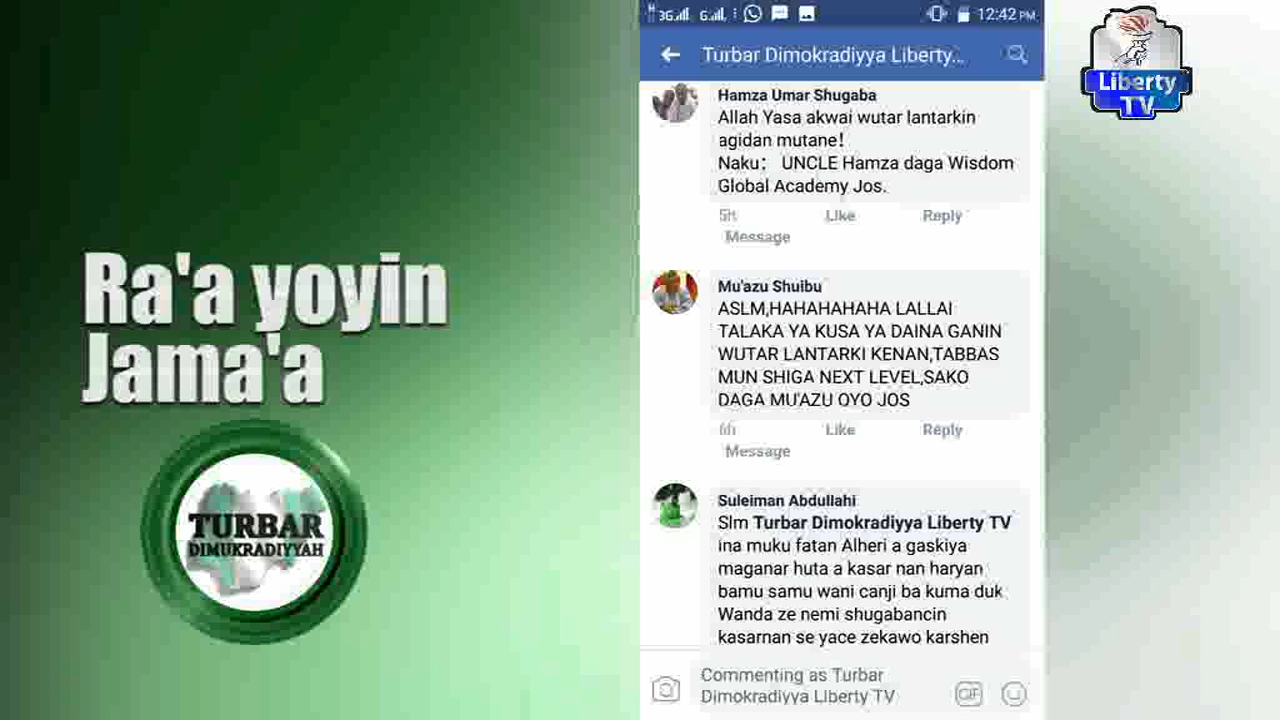 Ra'a yoyin
Jama'a
TURBAR
DIMUKRADIYYAH
3G G 12:42 PM
Turbar Dimokradiyya Liberty...
Hamza Umar Shugaba
Allah Yasa akwai wutar lantarkin
agidan mutane!
Naku: UNCLE Hamza daga Wisdom
Global Academy Jos.
5h Like Reply
Message
Mu'azu Shuibu
ASLM,HAHAHAHAHA LALLAI
TALAKA YA KUSA YA DAINA GANIN
WUTAR LANTARKI KENAN,TABBAS
MUN SHIGA NEXT LEVEL,SAKO
DAGA MU'AZU OYO JOS
6h Like Reply
Message
Suleiman Abdullahi
Slm Turbar Dimokradiyya Liberty TV
ina muku fatan Alheri a gaskiya
maganar huta a kasar nan haryan
bamu samu wani canji ba kuma duk
Wanda ze nemi shugabancin
kasarnan se yace zekawo karshen
Commenting as Turbar
Dimokradiyya Liberty TV
GIF
Liberty
TV